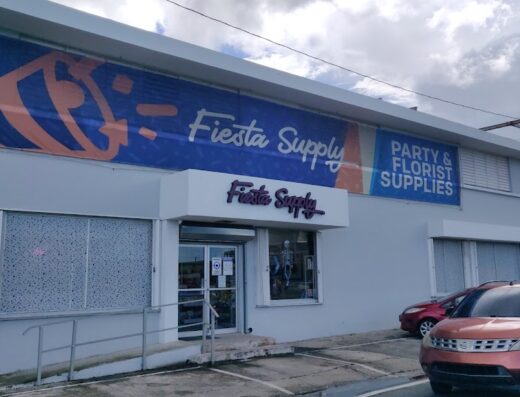 Fiesta Supply
PARTY &
FLORIST
SUPPLIES
Fiesta Supply